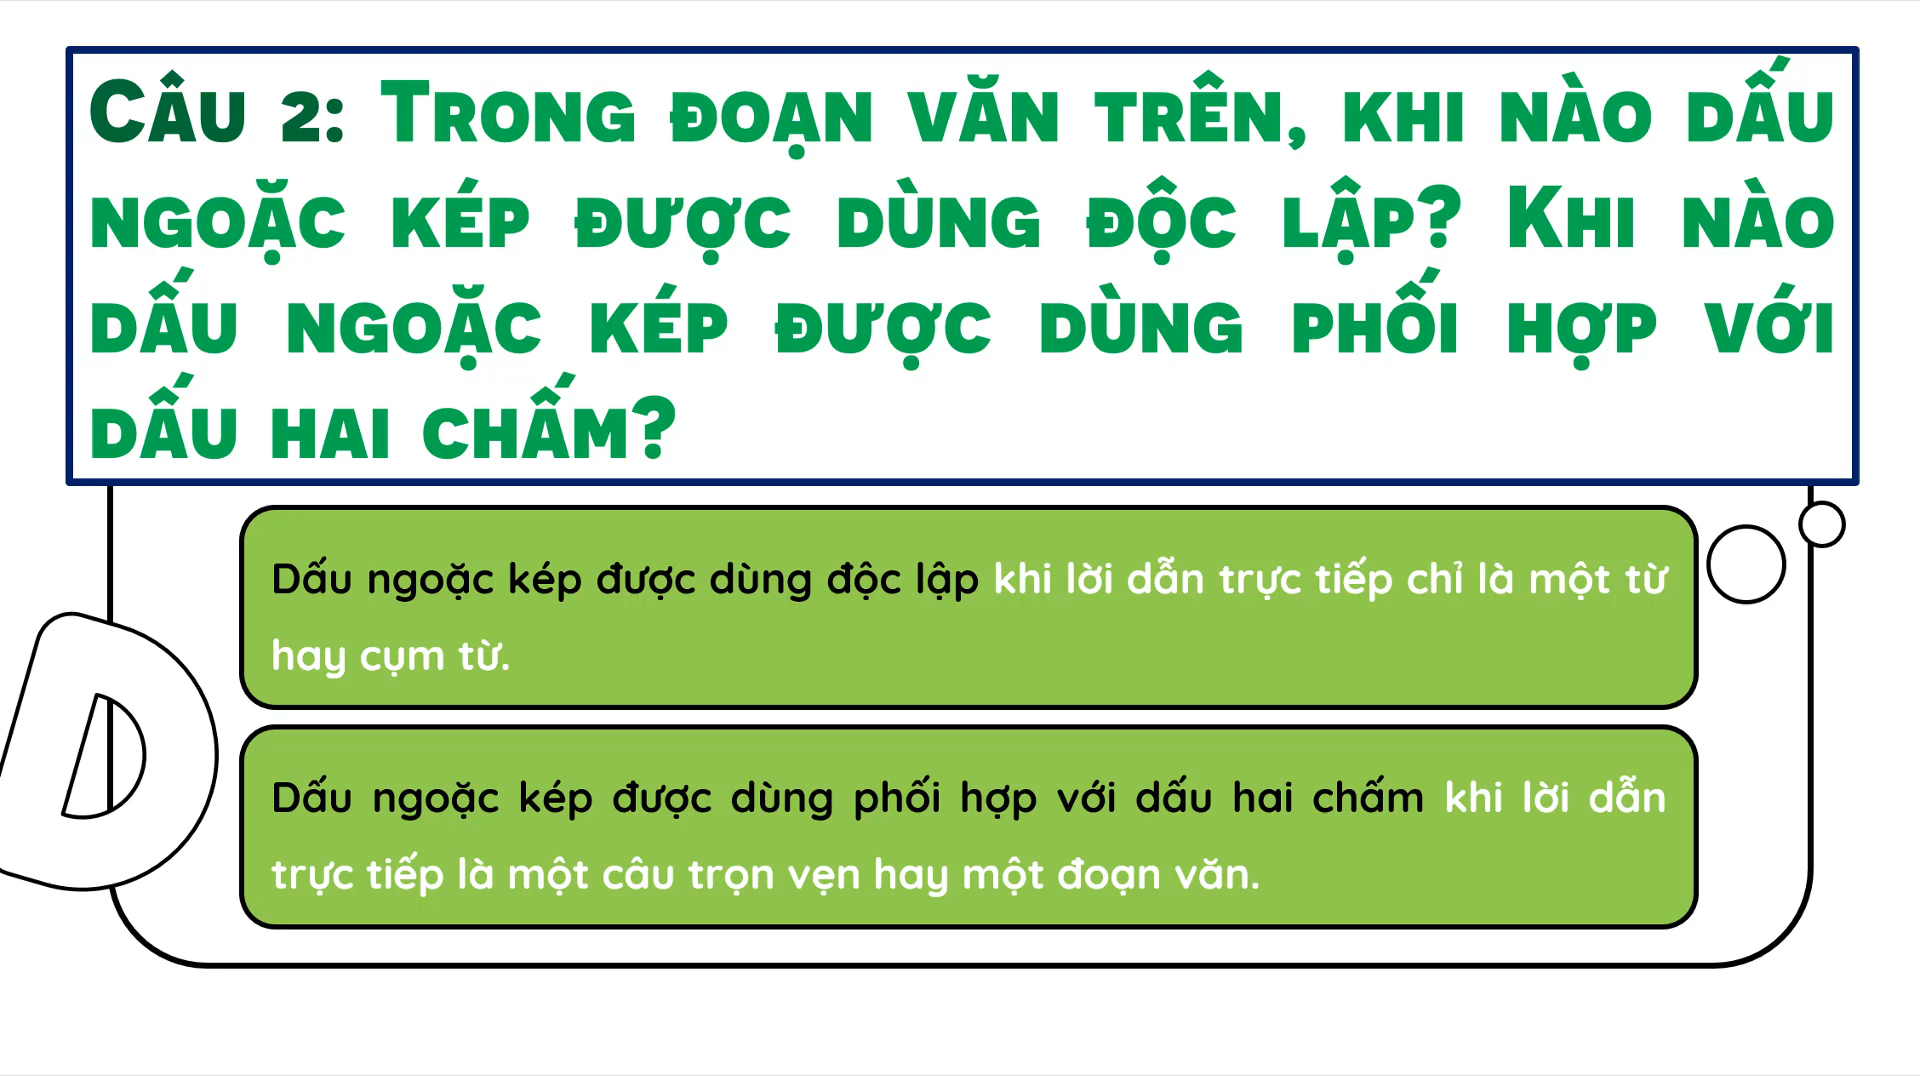 Câu 2: Trong đoạn văn trên, khi nào dấu
ngoặc kép được dùng độc lập? Khi nào
dấu ngoặc kép được dùng phối hợp với
dấu hai chấm?
Dấu ngoặc kép được dùng độc lập khi lời dẫn trực tiếp chỉ là một từ
hay cụm từ.
Dấu ngoặc kép được dùng phối hợp với dấu hai chấm khi lời dẫn
trực tiếp là một câu trọn vẹn hay một đoạn văn.